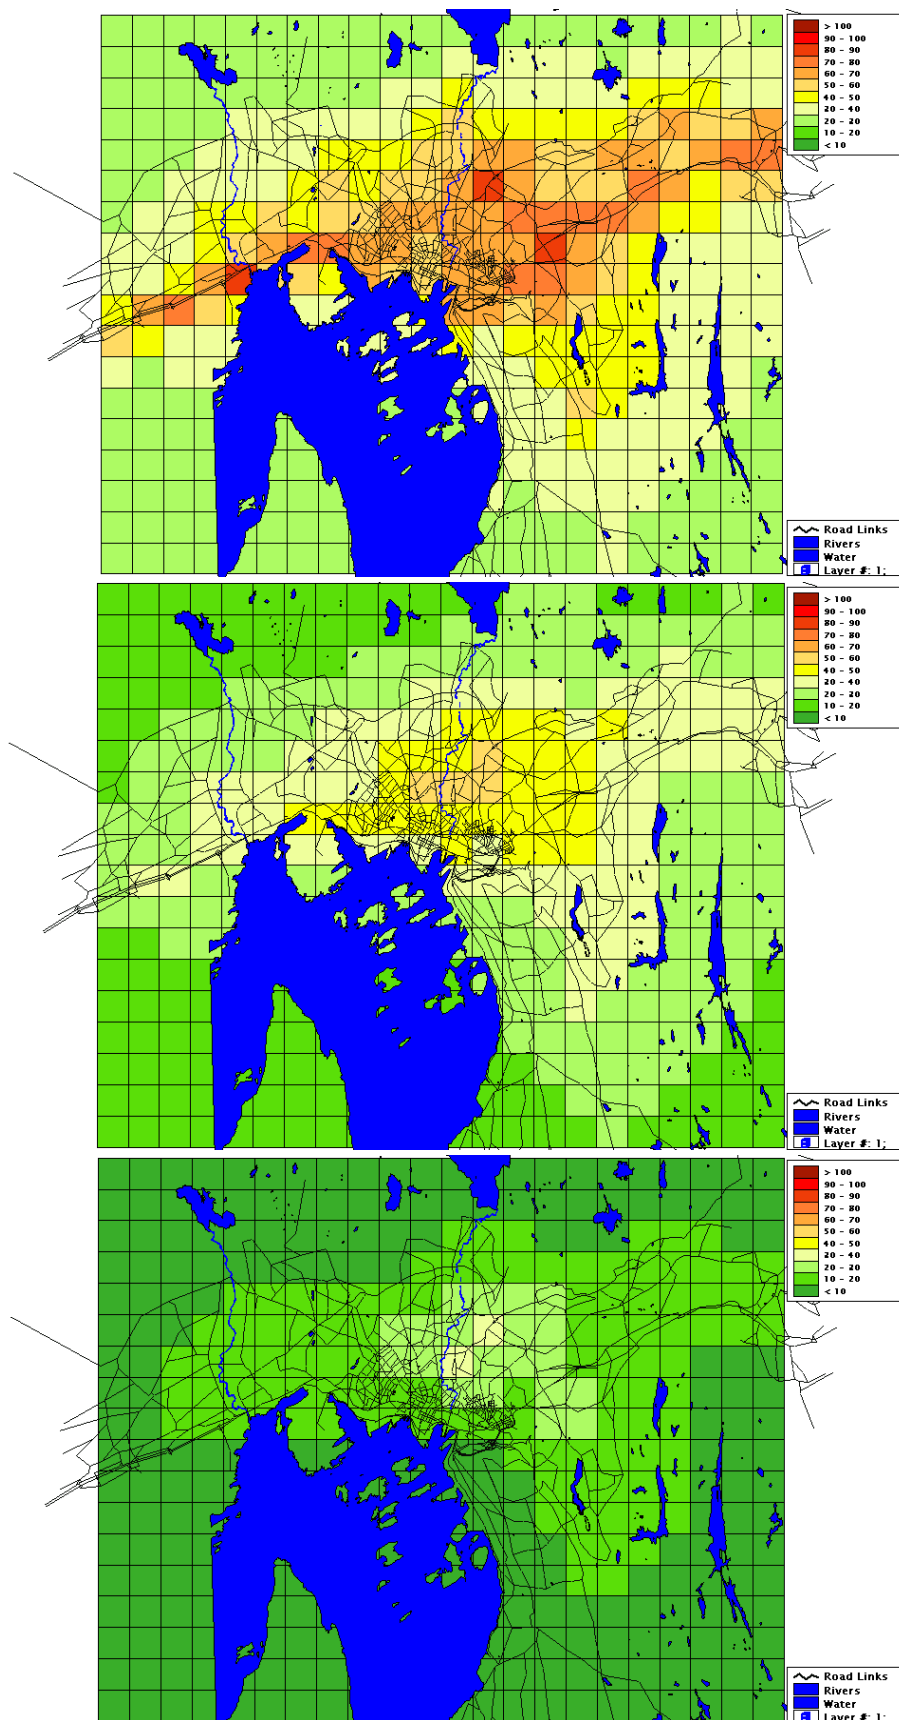 > 100
90 - 100
80 - 90
70 - 80
60 - 70
50 - 60
40 - 50
20 - 40
20 - 20
10 - 20
< 10
Road Links
Rivers
Water
Layer #: 1;
> 100
90 - 100
80 - 90
70 - 80
60 - 70
50 - 60
40 - 50
20 - 40
20 - 20
10 - 20
< 10
Road Links
Rivers
Water
Layer #: 1;
> 100
90 - 100
80 - 90
70 - 80
60 - 70
50 - 60
40 - 50
20 - 40
20 - 20
10 - 20
< 10
Road Links
Rivers
Water
Layer #: 1;